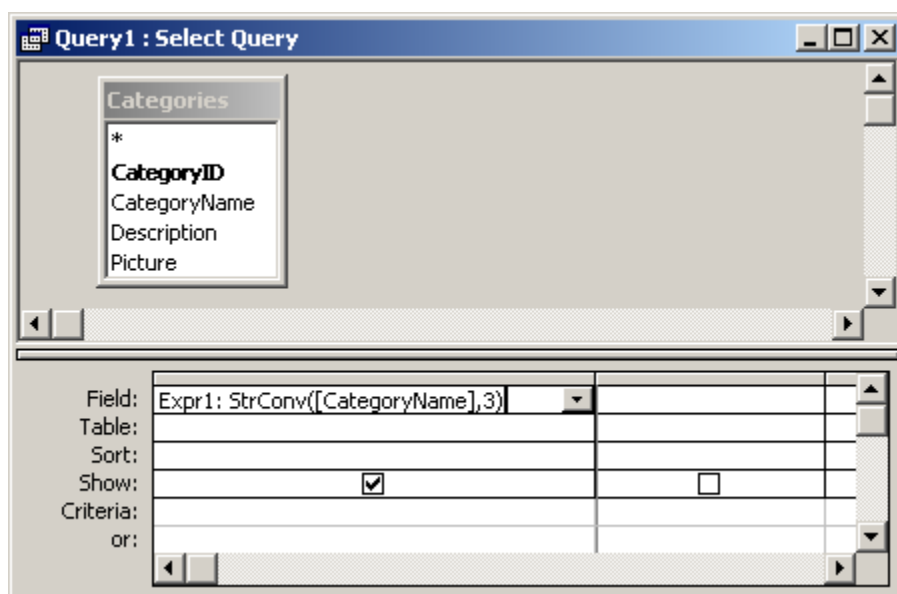 Query1 : Select Query
Categories
*
CategoryID
CategoryName
Description
Picture
Field: Expr1: StrConv([CategoryName],3)
Table:
Sort:
Show:
Criteria:
or: